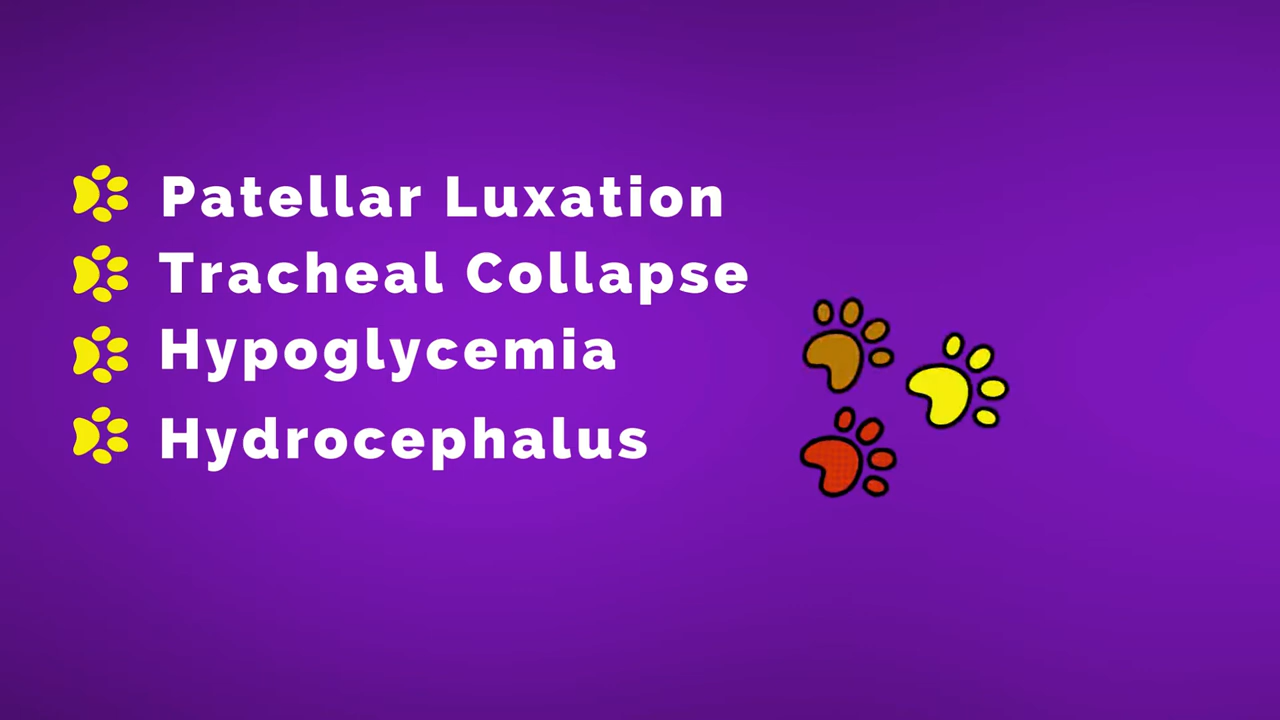 Patellar Luxation
Tracheal Collapse
Hypoglycemia
Hydrocephalus